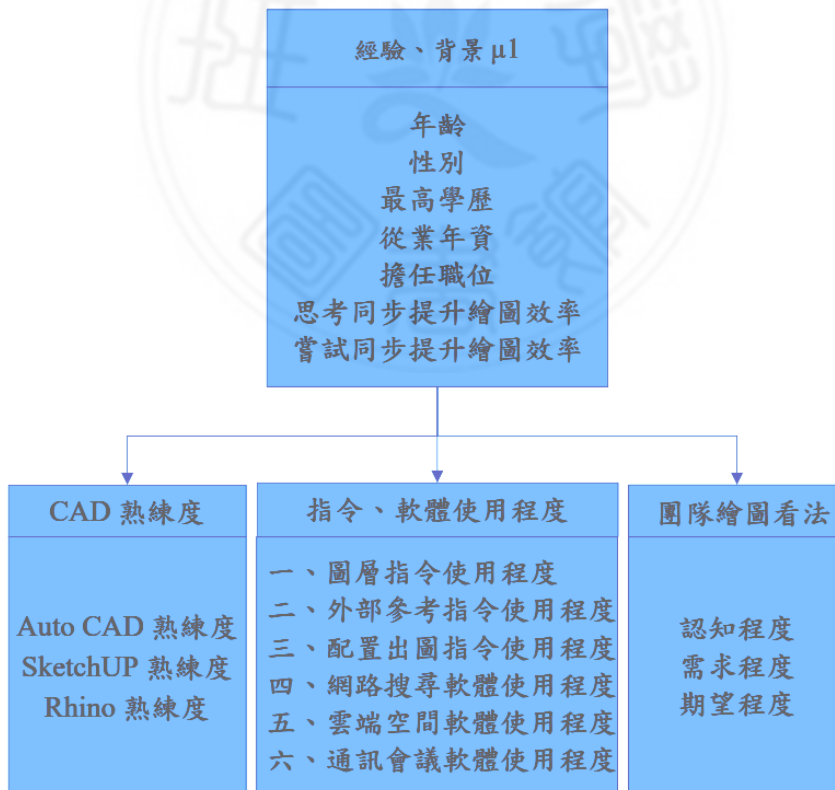 經驗、背景 μ1
年齡
性別
最高學歷
從業年資
擔任職位
思考同步提升繪圖效率
嘗試同步提升繪圖效率
CAD 熟練度
Auto CAD 熟練度
SketchUP 熟練度
Rhino 熟練度
指令、軟體使用程度
一、圖層指令使用程度
二、外部參考指令使用程度
三、配置出圖指令使用程度
四、網路搜尋軟體使用程度
五、雲端空間軟體使用程度
六、通訊會議軟體使用程度
團隊繪圖看法
認知程度
需求程度
期望程度